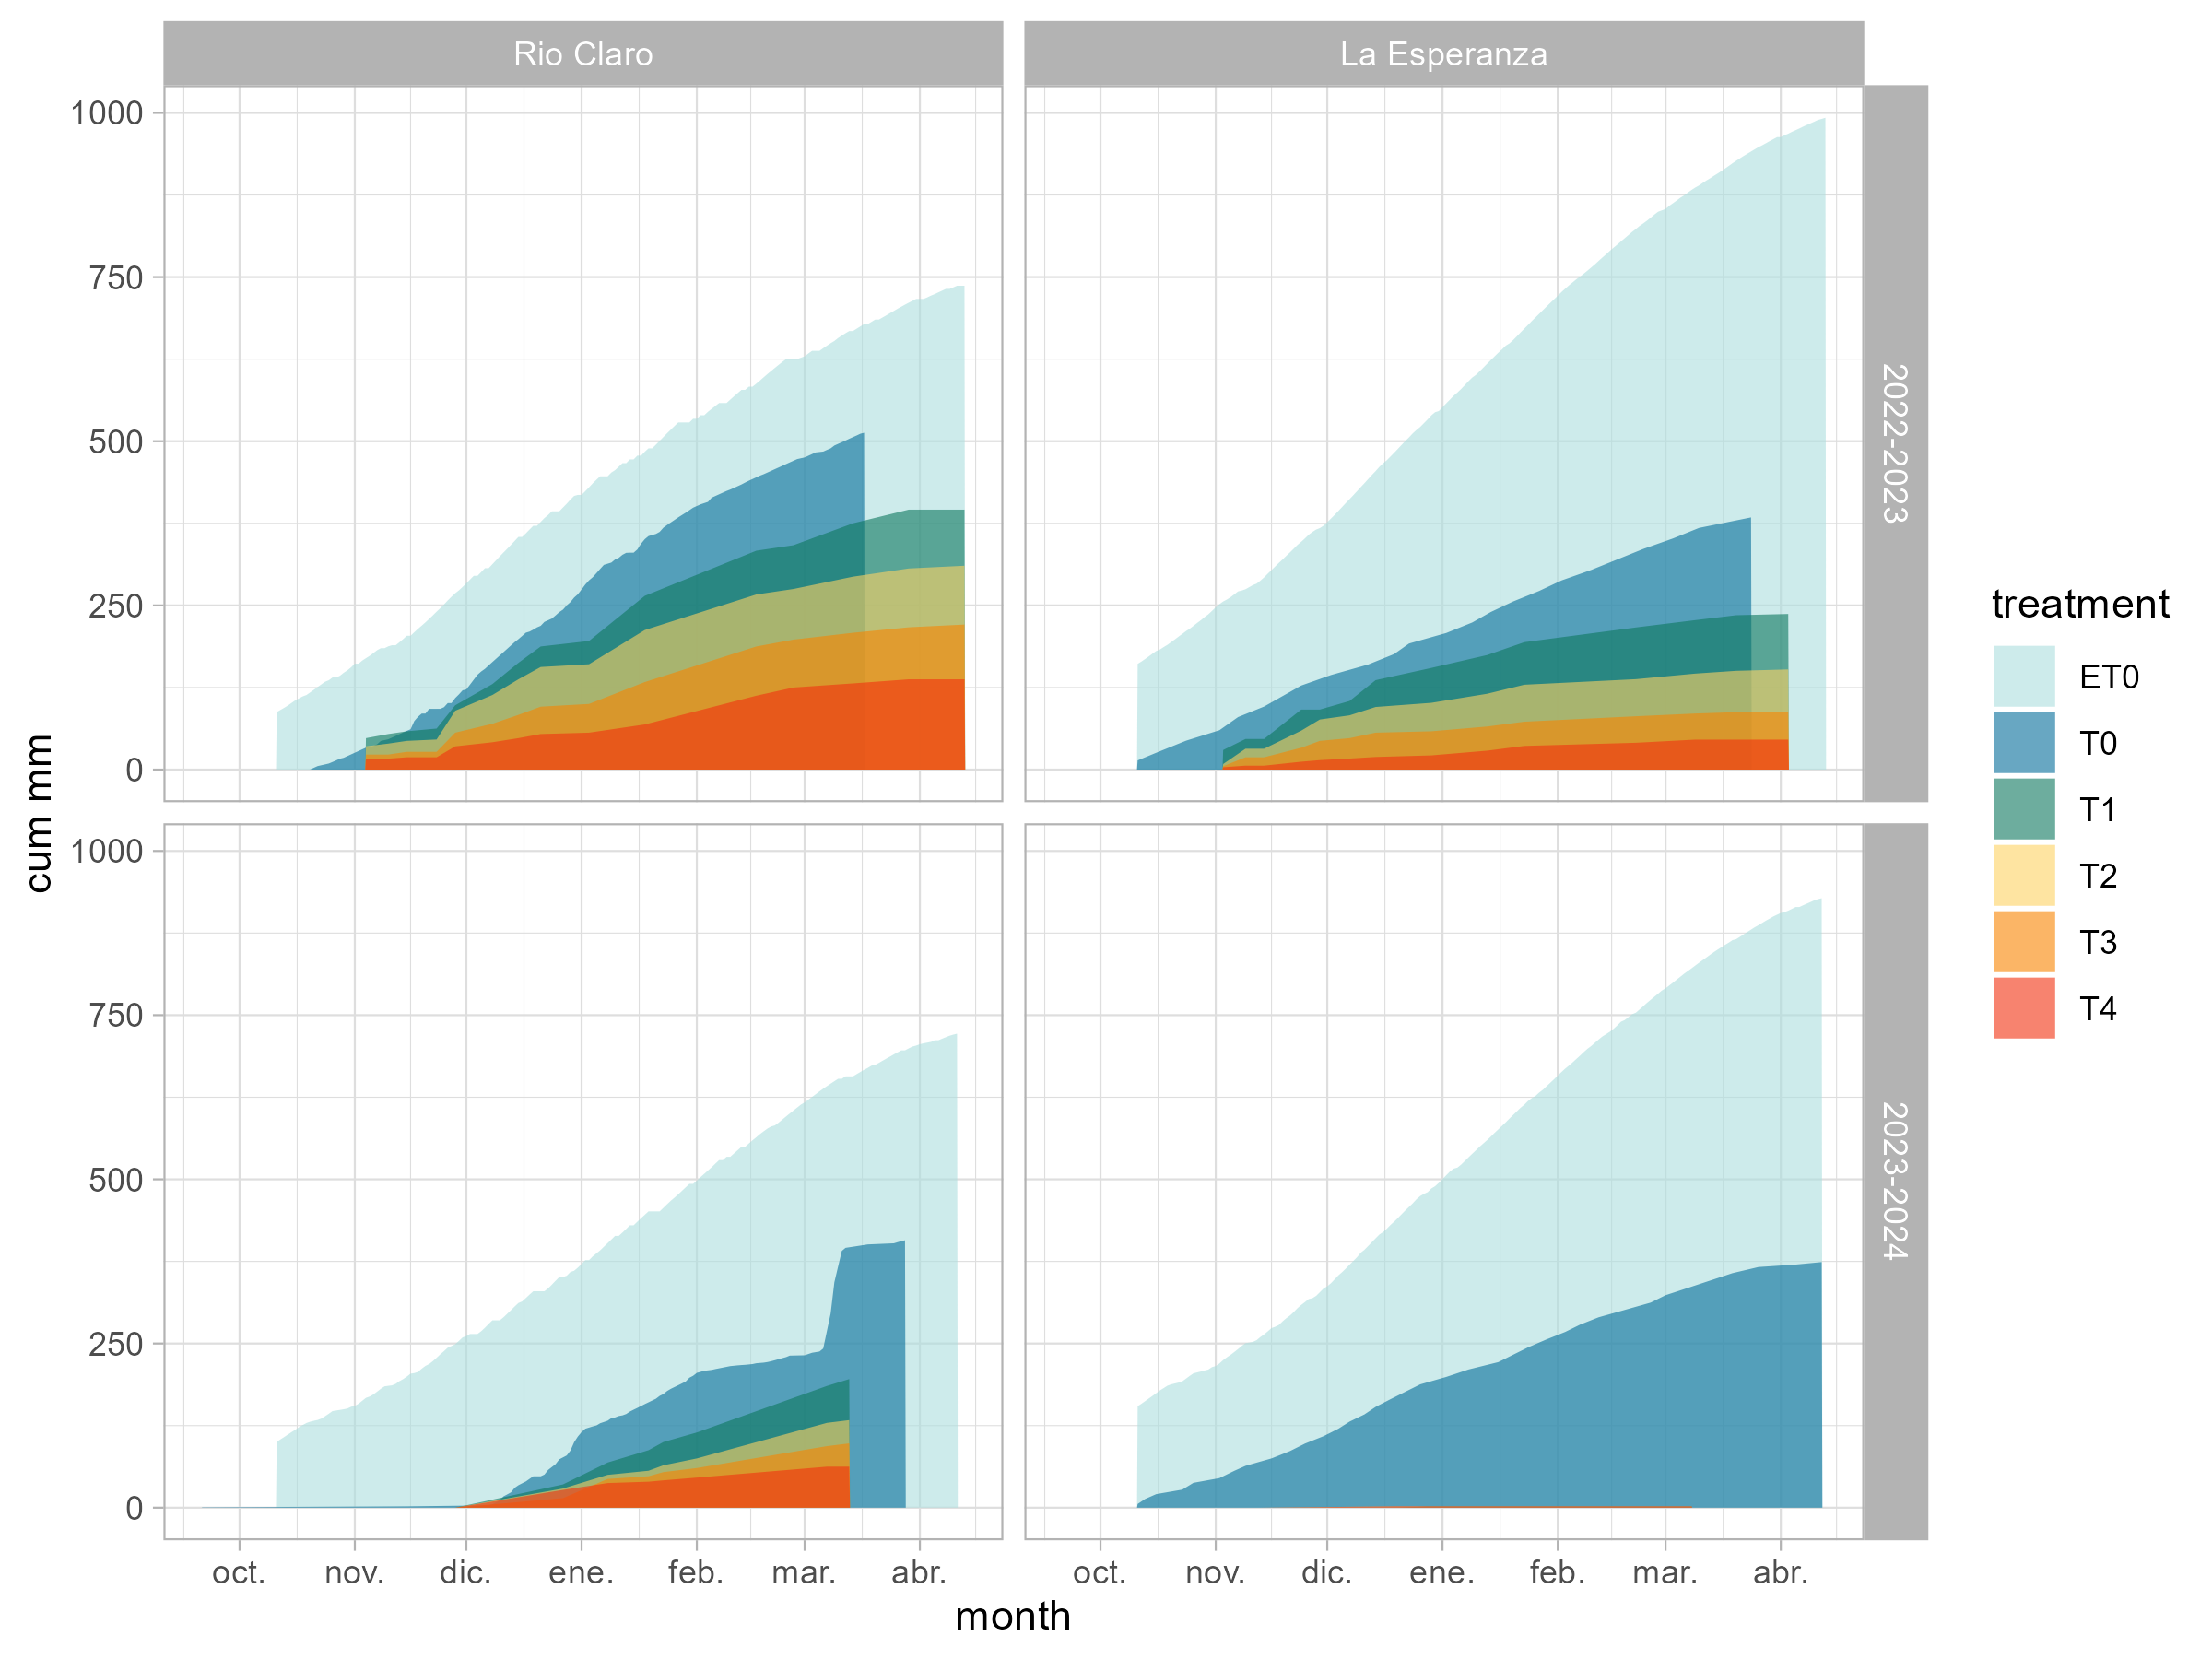 Rio Claro
La Esperanza
1000
750
500
250
0
2022-2023
1000
750
500
250
0
2023-2024
cum mm
oct.
nov.
dic.
ene.
feb.
mar.
abr.
oct.
nov.
dic.
ene.
feb.
mar.
abr.
month
treatment
ET0
T0
T1
T2
T3
T4